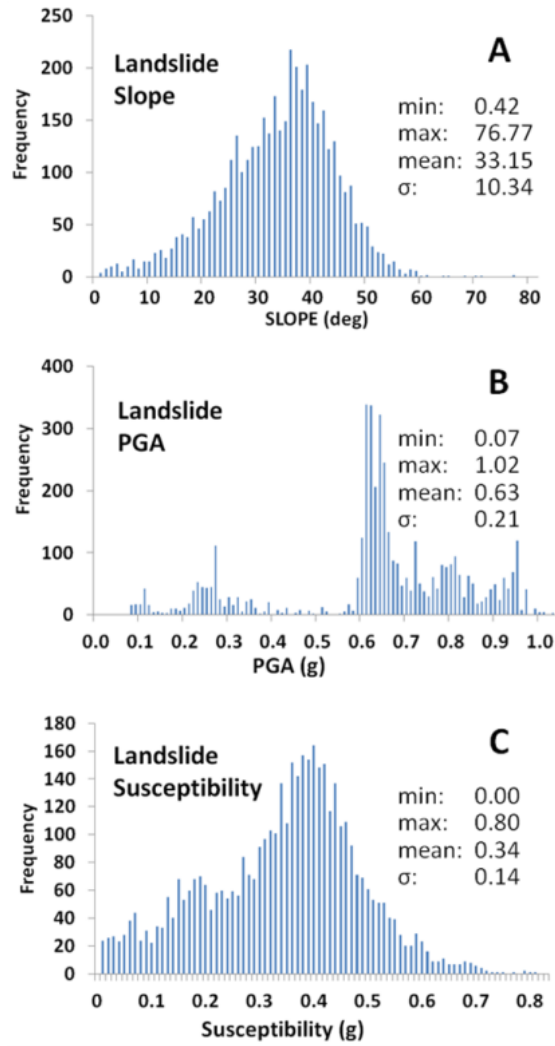 250
200
150
100
50
0
Frequency
Landslide
Slope
A
min: 0.42
max: 76.77
mean: 33.15
σ: 10.34
0 10 20 30 40 50 60 70 80
SLOPE (deg)
400
300
200
100
0
Frequency
Landslide
PGA
B
min: 0.07
max: 1.02
mean: 0.63
σ: 0.21
0.0 0.1 0.2 0.3 0.4 0.5 0.6 0.7 0.8 0.9 1.0
PGA (g)
180
160
140
120
100
80
60
40
20
0
Frequency
Landslide
Susceptibility
C
min: 0.00
max: 0.80
mean: 0.34
σ: 0.14
0 0.1 0.2 0.3 0.4 0.5 0.6 0.7 0.8
Susceptibility (g)